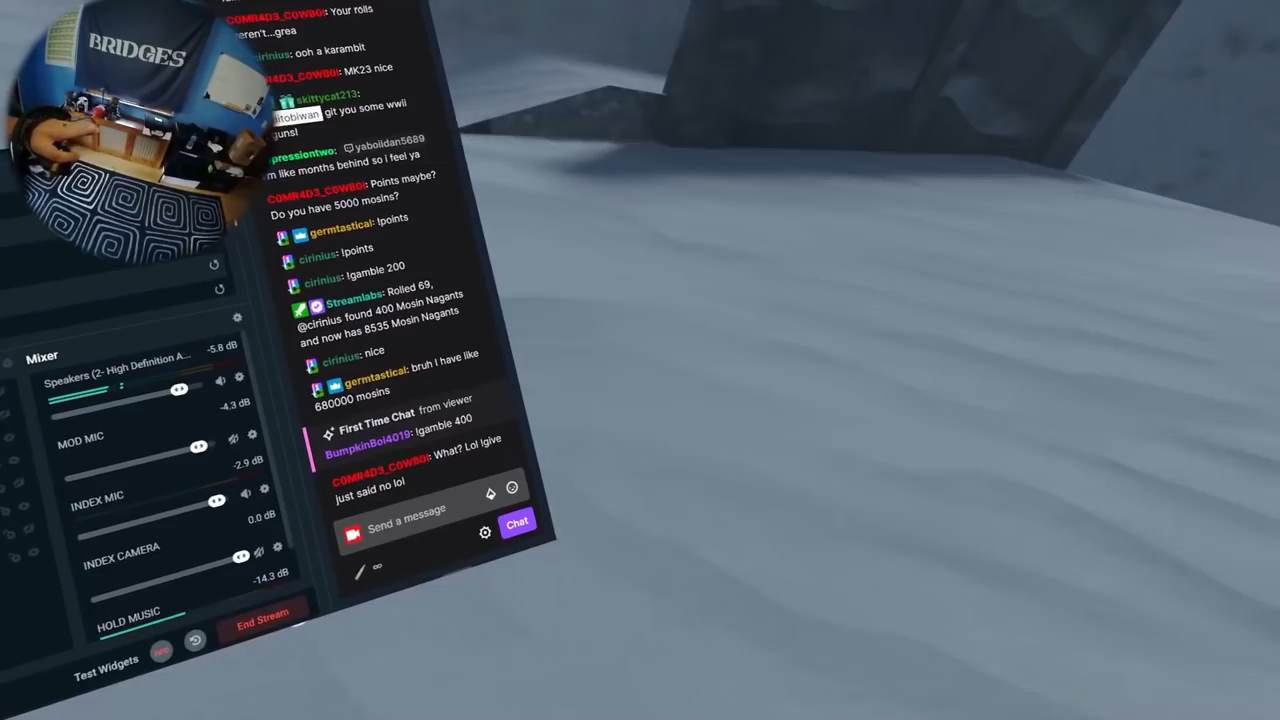 BRIDGES
C0MR4D3_C0WB0I: Your rolls
cirinius: ooh a karambit
C0MR4D3_C0WB0I: MK23 nice
skittycat213:
git you some wwii
guns!
yaboiidan5689
m like months behind so i feel ya
C0MR4D3_C0WB0I: Points maybe?
Do you have 5000 mosins?
germtastical: !points
cirinius: !points
cirinius: !gamble 200
Streamlabs: Rolled 69,
@cirinius found 400 Mosin Nagants
and now has 8535 Mosin Nagants
cirinius: nice
germtastical: bruh I have like
680000 mosins
First Time Chat from viewer
BumpkinBoi4019: !gamble 400
C0MR4D3_C0WB0I: What? Lol !give
just said no lol
Send a message
Chat
∞
Mixer
Speakers (2- High Definition A... -5.8 dB
-4.3 dB
MOD MIC
-2.9 dB
INDEX MIC
0.0 dB
INDEX CAMERA
-14.3 dB
HOLD MUSIC
Test Widgets
End Stream